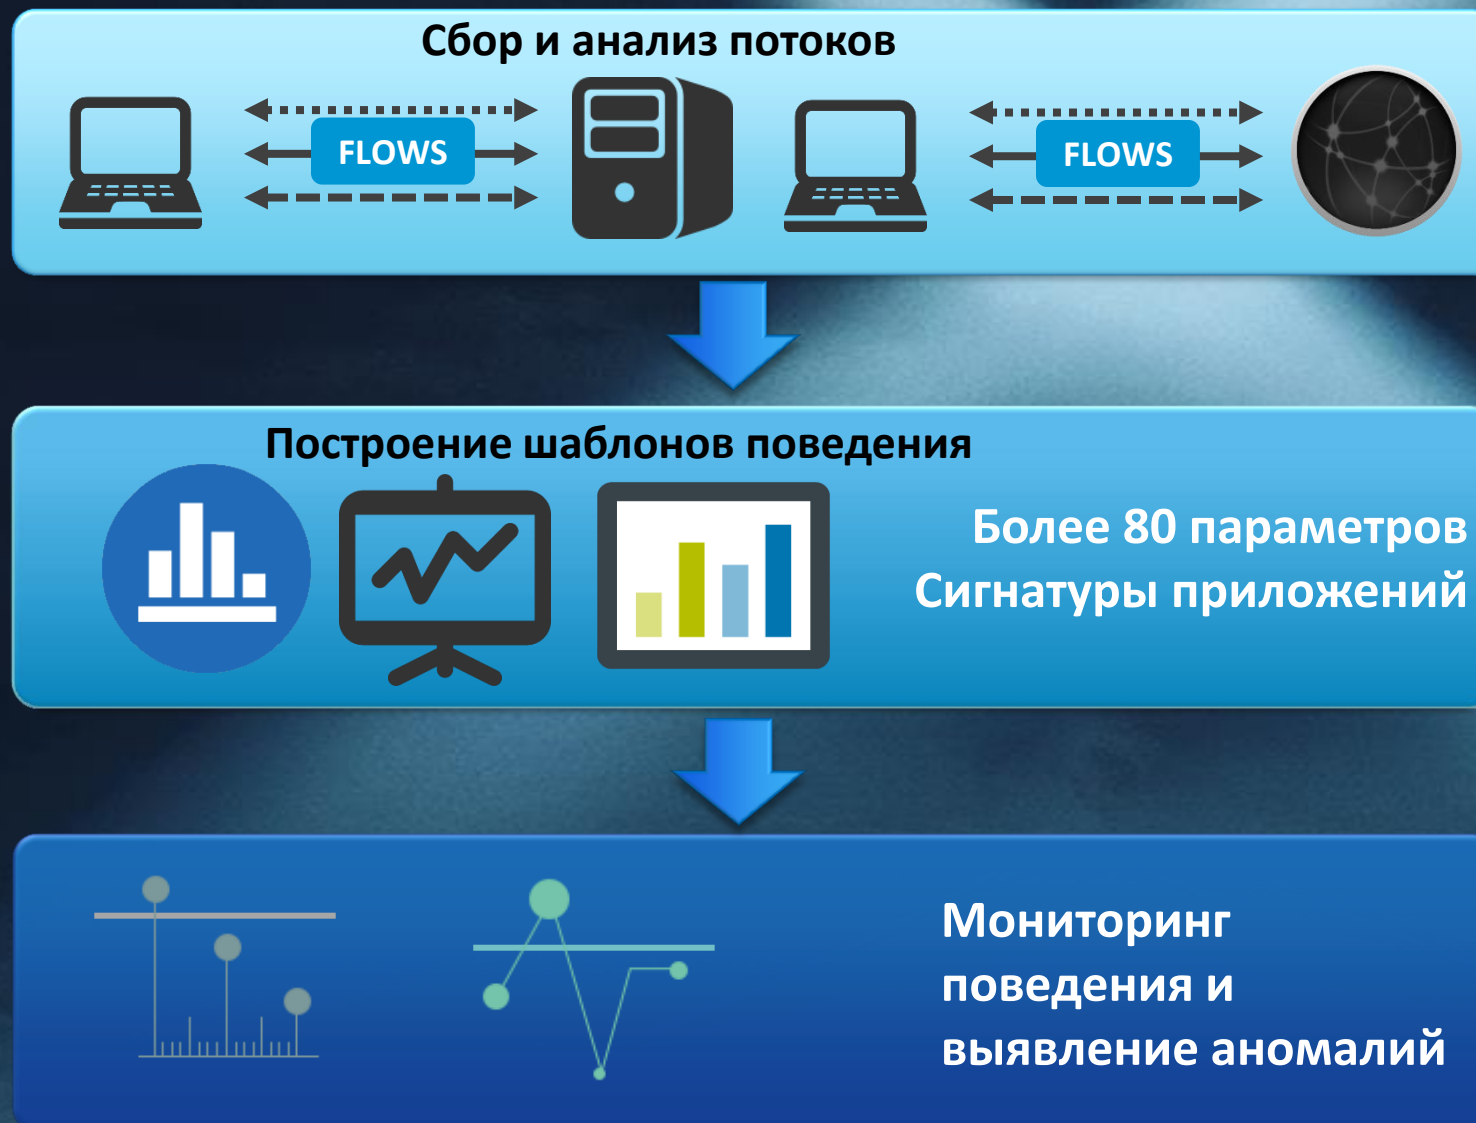 Сбор и анализ потоков
FLOWS
FLOWS
Построение шаблонов поведения
Более 80 параметров
Сигнатуры приложений
Мониторинг
поведения и
выявление аномалий